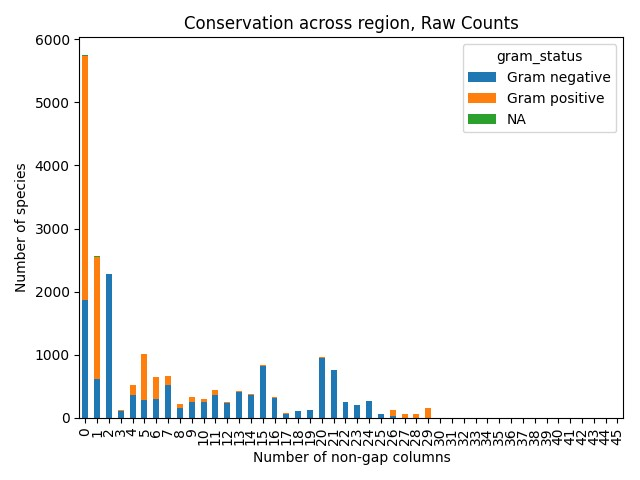 Conservation across region, Raw Counts
gram_status
Gram negative
Gram positive
NA
Number of species
6000
5000
4000
3000
2000
1000
0
0 1 2 3 4 5 6 7 8 9 10 11 12 13 14 15 16 17 18 19 20 21 22 23 24 25 26 27 28 29 30 31 32 33 34 35 36 37 38 39 40 41 42 43 44 45
Number of non-gap columns